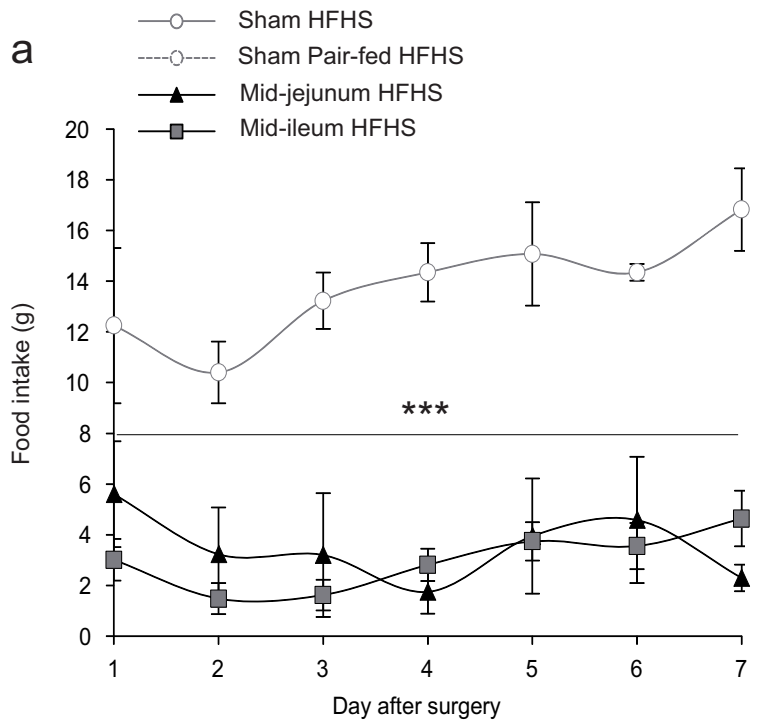 a
Sham HFHS
Sham Pair-fed HFHS
Mid-jejunum HFHS
Mid-ileum HFHS
20
18
16
14
12
10
8
6
4
2
0
***
1 2 3 4 5 6 7
Food intake (g)
Day after surgery